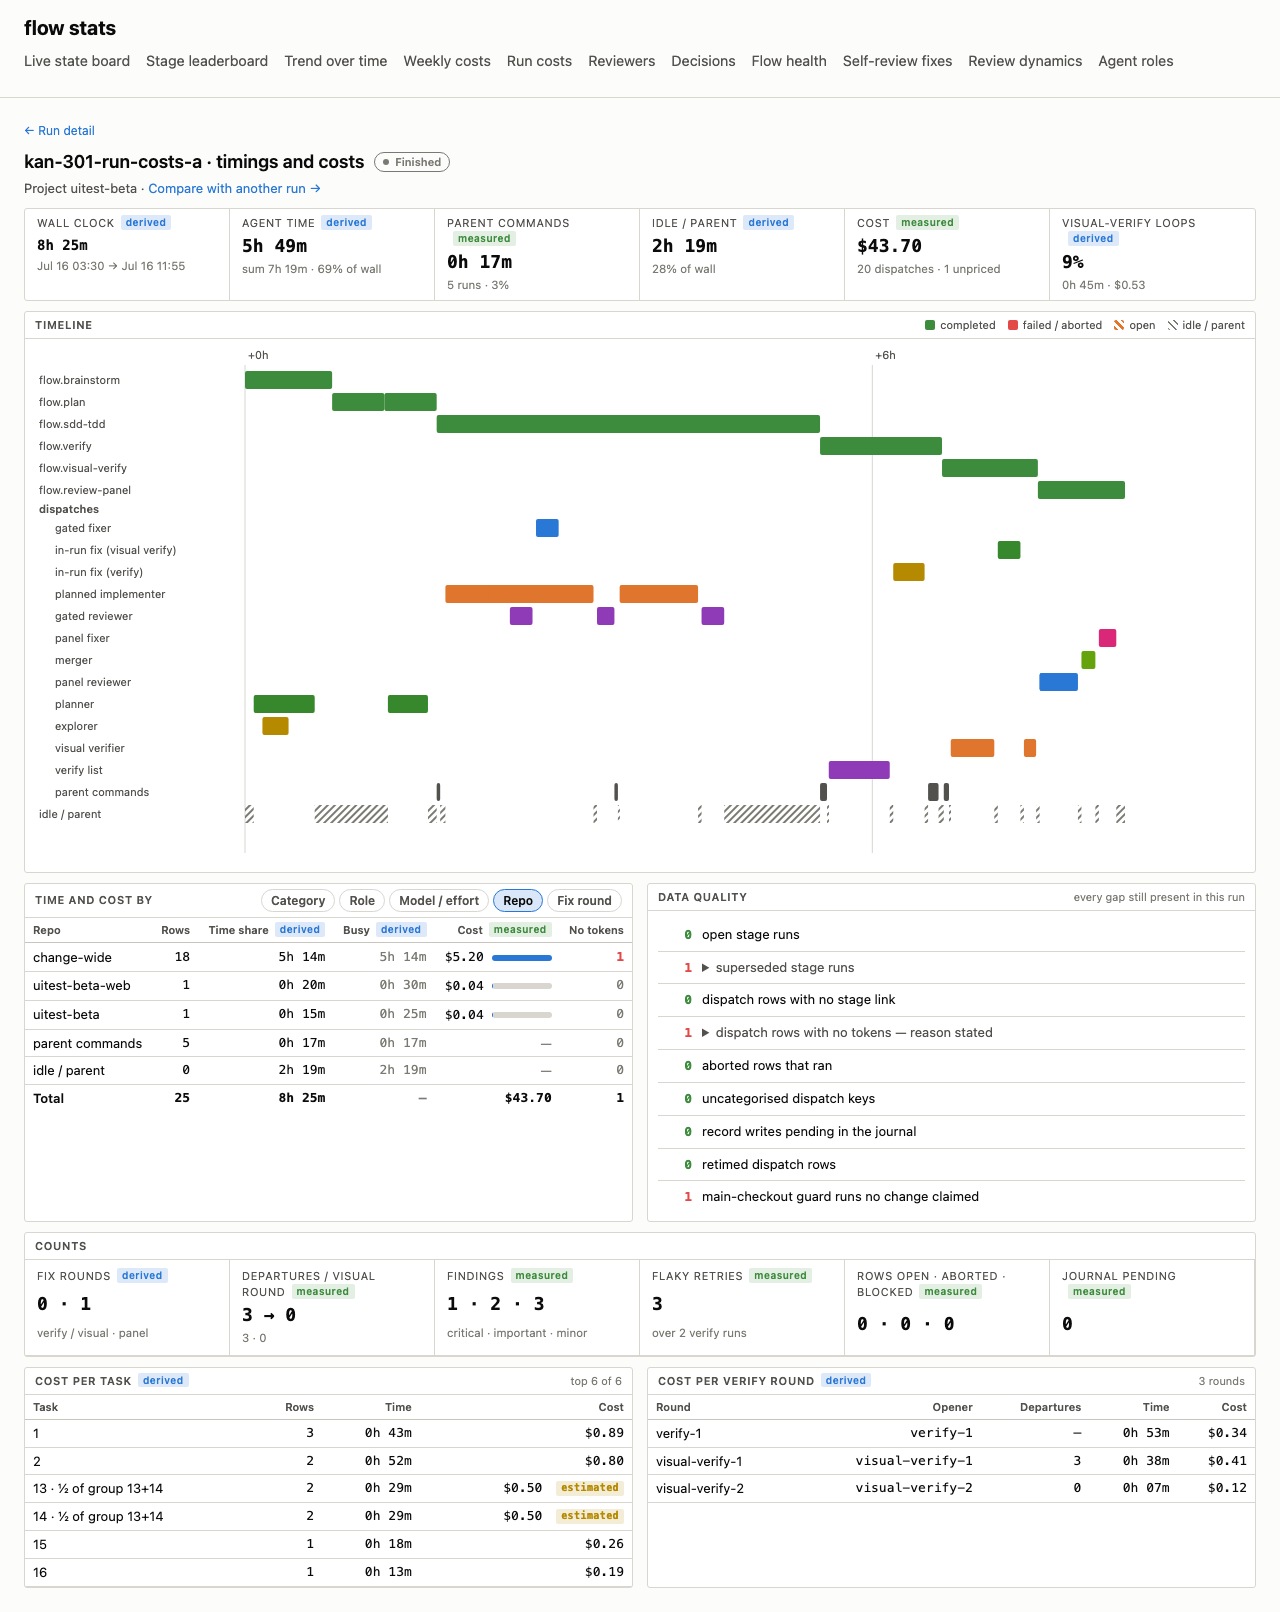 flow stats
Live state board Stage leaderboard Trend over time Weekly costs Run costs Reviewers Decisions Flow health Self-review fixes Review dynamics Agent roles
← Run detail
kan-301-run-costs-a · timings and costs ● Finished
Project uitest-beta · Compare with another run →
WALL CLOCK derived
8h 25m
Jul 16 03:30 → Jul 16 11:55
AGENT TIME derived
5h 49m
sum 7h 19m · 69% of wall
PARENT COMMANDS
measured
0h 17m
5 runs · 3%
IDLE / PARENT derived
2h 19m
28% of wall
COST measured
$43.70
20 dispatches · 1 unpriced
VISUAL-VERIFY LOOPS
derived
9%
0h 45m · $0.53
TIMELINE completed failed / aborted open idle / parent
+0h +6h
flow.brainstorm
flow.plan
flow.sdd-tdd
flow.verify
flow.visual-verify
flow.review-panel
dispatches
gated fixer
in-run fix (visual verify)
in-run fix (verify)
planned implementer
gated reviewer
panel fixer
merger
panel reviewer
planner
explorer
visual verifier
verify list
parent commands
idle / parent
TIME AND COST BY Category Role Model / effort Repo Fix round
Repo Rows Time share derived Busy derived Cost measured No tokens
change-wide 18 5h 14m 5h 14m $5.20 1
uitest-beta-web 1 0h 20m 0h 30m $0.04 0
uitest-beta 1 0h 15m 0h 25m $0.04 0
parent commands 5 0h 17m 0h 17m — 0
idle / parent 0 2h 19m 2h 19m — 0
Total 25 8h 25m — $43.70 1
DATA QUALITY every gap still present in this run
0 open stage runs
1 ▶ superseded stage runs
0 dispatch rows with no stage link
1 ▶ dispatch rows with no tokens — reason stated
0 aborted rows that ran
0 uncategorised dispatch keys
0 record writes pending in the journal
0 retimed dispatch rows
1 main-checkout guard runs no change claimed
COUNTS
FIX ROUNDS derived
0 · 1
verify / visual · panel
DEPARTURES / VISUAL
ROUND measured
3 → 0
3 · 0
FINDINGS measured
1 · 2 · 3
critical · important · minor
FLAKY RETRIES measured
3
over 2 verify runs
ROWS OPEN · ABORTED ·
BLOCKED measured
0 · 0 · 0
JOURNAL PENDING
measured
0
COST PER TASK derived top 6 of 6
Task Rows Time Cost
1 3 0h 43m $0.89
2 2 0h 52m $0.80
13 · ½ of group 13+14 2 0h 29m $0.50 estimated
14 · ½ of group 13+14 2 0h 29m $0.50 estimated
15 1 0h 18m $0.26
16 1 0h 13m $0.19
COST PER VERIFY ROUND derived 3 rounds
Round Opener Departures Time Cost
verify-1 verify-1 — 0h 53m $0.34
visual-verify-1 visual-verify-1 3 0h 38m $0.41
visual-verify-2 visual-verify-2 0 0h 07m $0.12